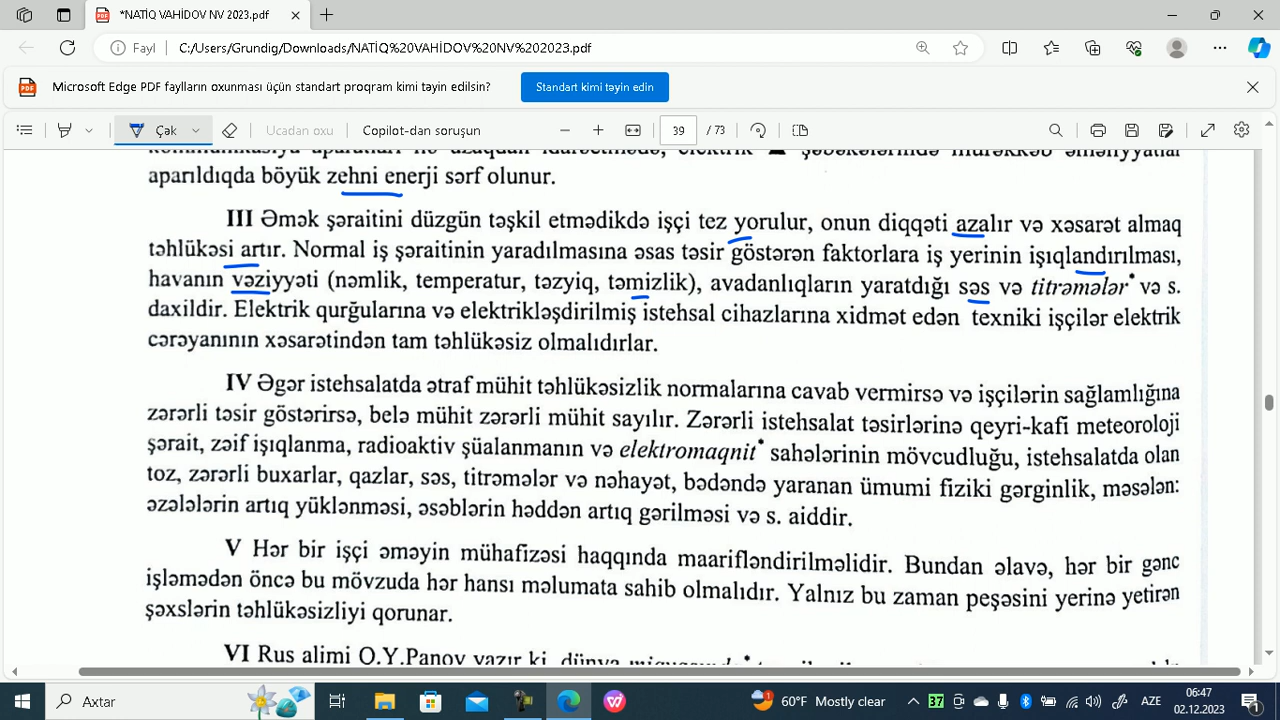 *NATİQ VAHİDOV NV 2023.pdf
Fayl C:/Users/Grundig/Downloads/NATİQ%20VAHİDOV%20NV%202023.pdf
Microsoft Edge PDF faylların oxunması üçün standart proqram kimi təyin edilsin? Standart kimi təyin edin
Çək Ucadan oxu Copilot-dan soruşun 39 / 73
aparıldıqda böyük zehni enerji sərf olunur.
III Əmək şəraitini düzgün təşkil etmədikdə işçi tez yorulur, onun diqqəti azalır və xəsarət almaq
təhlükəsi artır. Normal iş şəraitinin yaradılmasına əsas təsir göstərən faktorlara iş yerinin işıqlandırılması,
havanın vəziyyəti (nəmlik, temperatur, təzyiq, təmizlik), avadanlıqların yaratdığı səs və titrəmələr* və s.
daxildir. Elektrik qurğularına və elektrikləşdirilmiş istehsal cihazlarına xidmət edən texniki işçilər elektrik
cərəyanının xəsarətindən tam təhlükəsiz olmalıdırlar.
IV Əgər istehsalatda ətraf mühit təhlükəsizlik normalarına cavab vermirsə və işçilərin sağlamlığına
zərərli təsir göstərirsə, belə mühit zərərli mühit sayılır. Zərərli istehsalat təsirlərinə qeyri-kafi meteoroloji
şərait, zəif işıqlanma, radioaktiv şüalanmanın və elektromaqnit* sahələrinin mövcudluğu, istehsalatda olan
toz, zərərli buxarlar, qazlar, səs, titrəmələr və nəhayət, bədəndə yaranan ümumi fiziki gərginlik, məsələn:
əzələlərin artıq yüklənməsi, əsəblərin həddən artıq gərilməsi və s. aiddir.
V Hər bir işçi əməyin mühafizəsi haqqında maarifləndirilməlidir. Bundan əlavə, hər bir gənc
işləmədən öncə bu mövzuda hər hansı məlumata sahib olmalıdır. Yalnız bu zaman peşəsini yerinə yetirən
şəxslərin təhlükəsizliyi qorunar.
VI Rus alimi O.Y.Panov yazır ki, dünya
Axtar 60°F Mostly clear 37 AZE 06:47
02.12.2023 1